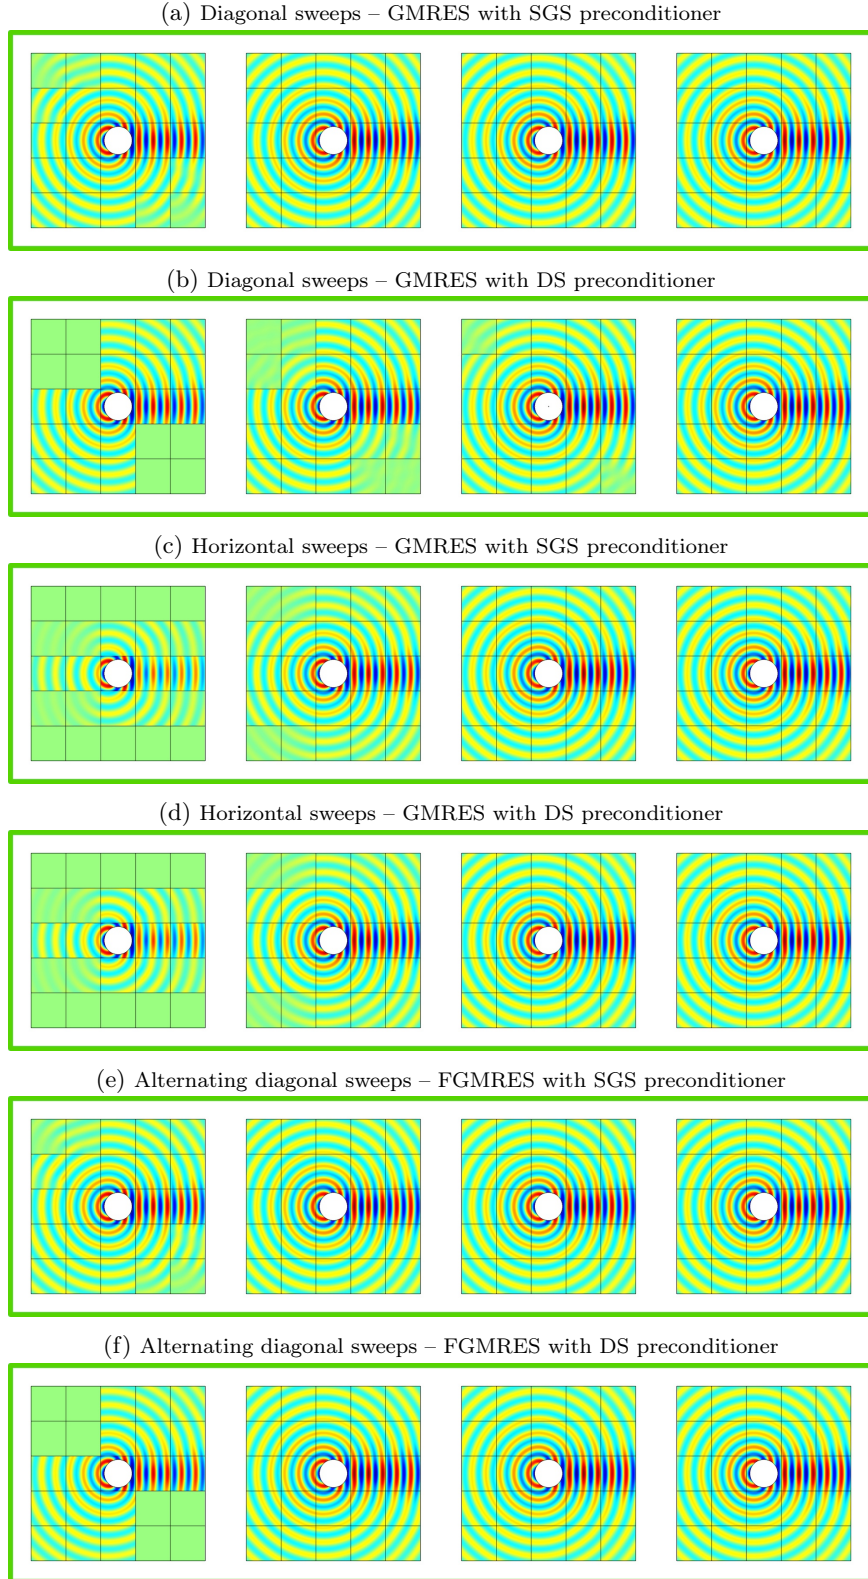 (a) Diagonal sweeps – GMRES with SGS preconditioner
(b) Diagonal sweeps – GMRES with DS preconditioner
(c) Horizontal sweeps – GMRES with SGS preconditioner
(d) Horizontal sweeps – GMRES with DS preconditioner
(e) Alternating diagonal sweeps – FGMRES with SGS preconditioner
(f) Alternating diagonal sweeps – FGMRES with DS preconditioner